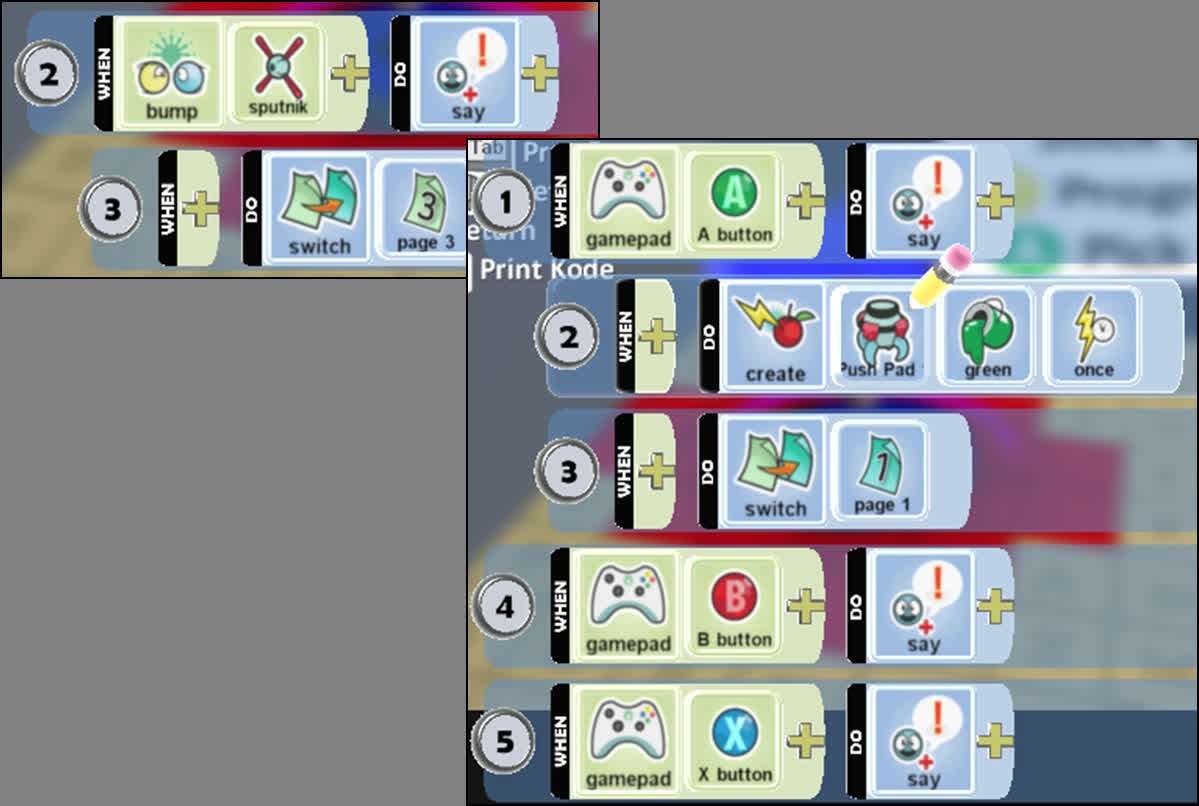 2 WHEN bump sputnik DO say
3 WHEN DO switch 3 page 3
Tab
1 WHEN gamepad A A button DO say
Print Kode
2 WHEN DO create Push Pad green once
3 WHEN DO switch 1 page 1
4 WHEN gamepad B B button DO say
5 WHEN gamepad X X button DO say